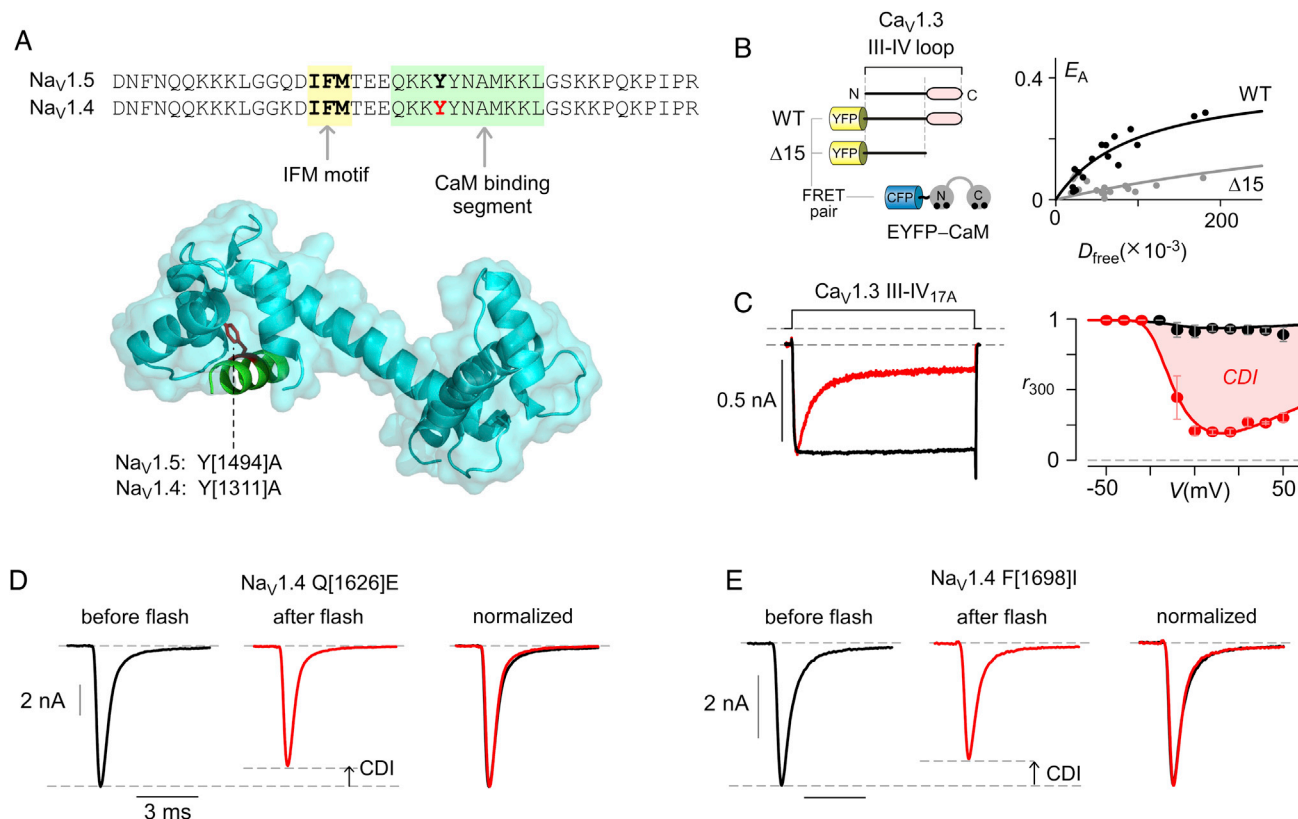 A
Nav1.5 DNFNQQKKKLGGQDIFMTEEQKKYYNAMKKLGSKKPQKPIPR
Nav1.4 DNFNQQKKKLGGKDIFMTEEQKKYYNAMKKLGSKKPQKPIPR
IFM motif
CaM binding
segment
Nav1.5: Y[1494]A
Nav1.4: Y[1311]A
B
Cav1.3
III-IV loop
N C
WT YFP
Δ15 YFP
FRET
pair
CFP N C
EYFP–CaM
0.4
EA
WT
Δ15
0
0 200
Dfree(×10-3)
C
Cav1.3 III-IV17A
0.5 nA
1
r300
CDI
0
-50 V(mV) 50
D
Nav1.4 Q[1626]E
before flash after flash normalized
2 nA
CDI
3 ms
E
Nav1.4 F[1698]I
before flash after flash normalized
2 nA
CDI